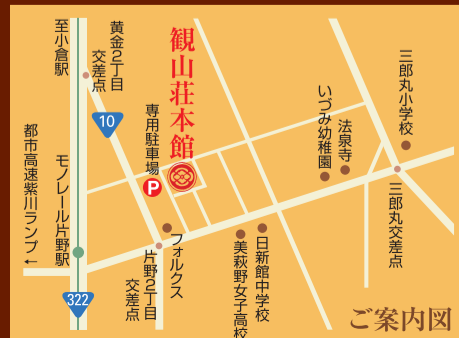 至小倉駅
黄金2丁目
交差点
10
観山荘本館
専用駐車場
P
いづみ幼稚園
法泉寺
三郎丸小学校
都市高速紫川ランプ←
モノレール片野駅
322
片野2丁目
交差点
フォルクス
美萩野女子高校
日新館中学校
三郎丸交差点
ご案内図